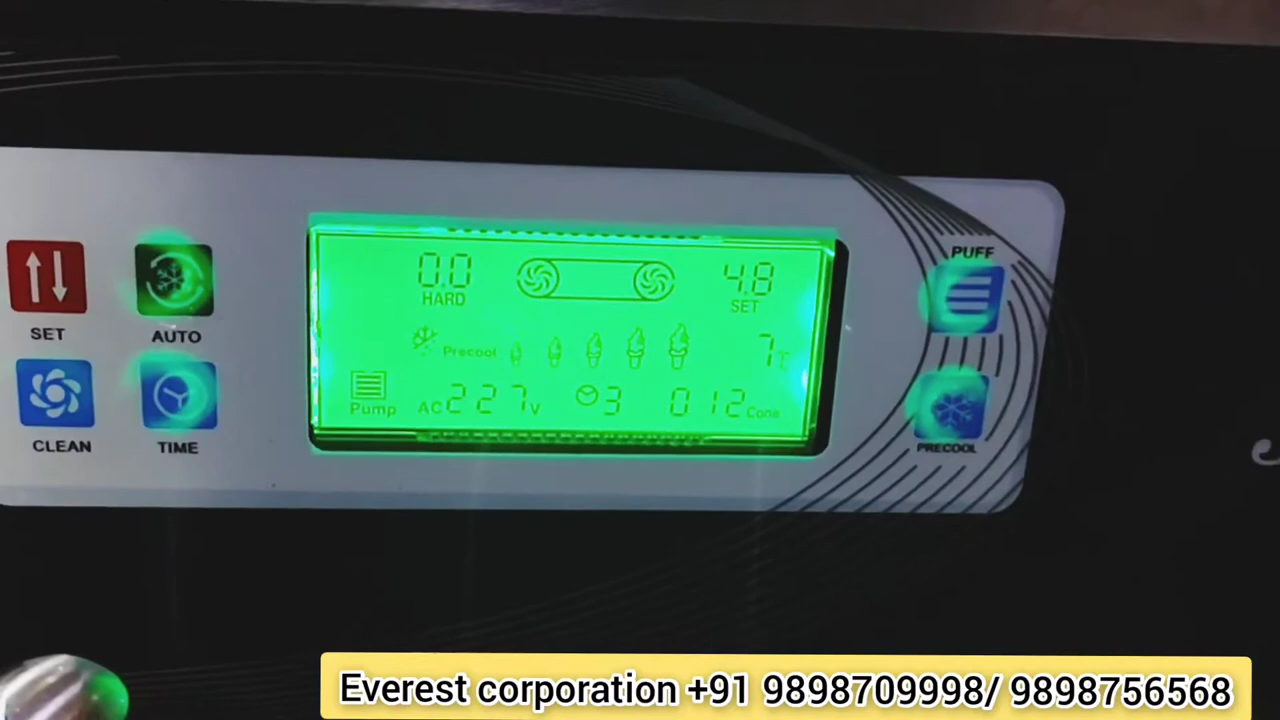 PUFF
0.0
4.8
HARD
SET
SET
AUTO
Precool
7
Pump
AC 227V
3
012 Cone
CLEAN
TIME
PRECOOL
Everest corporation +91 9898709998/ 9898756568